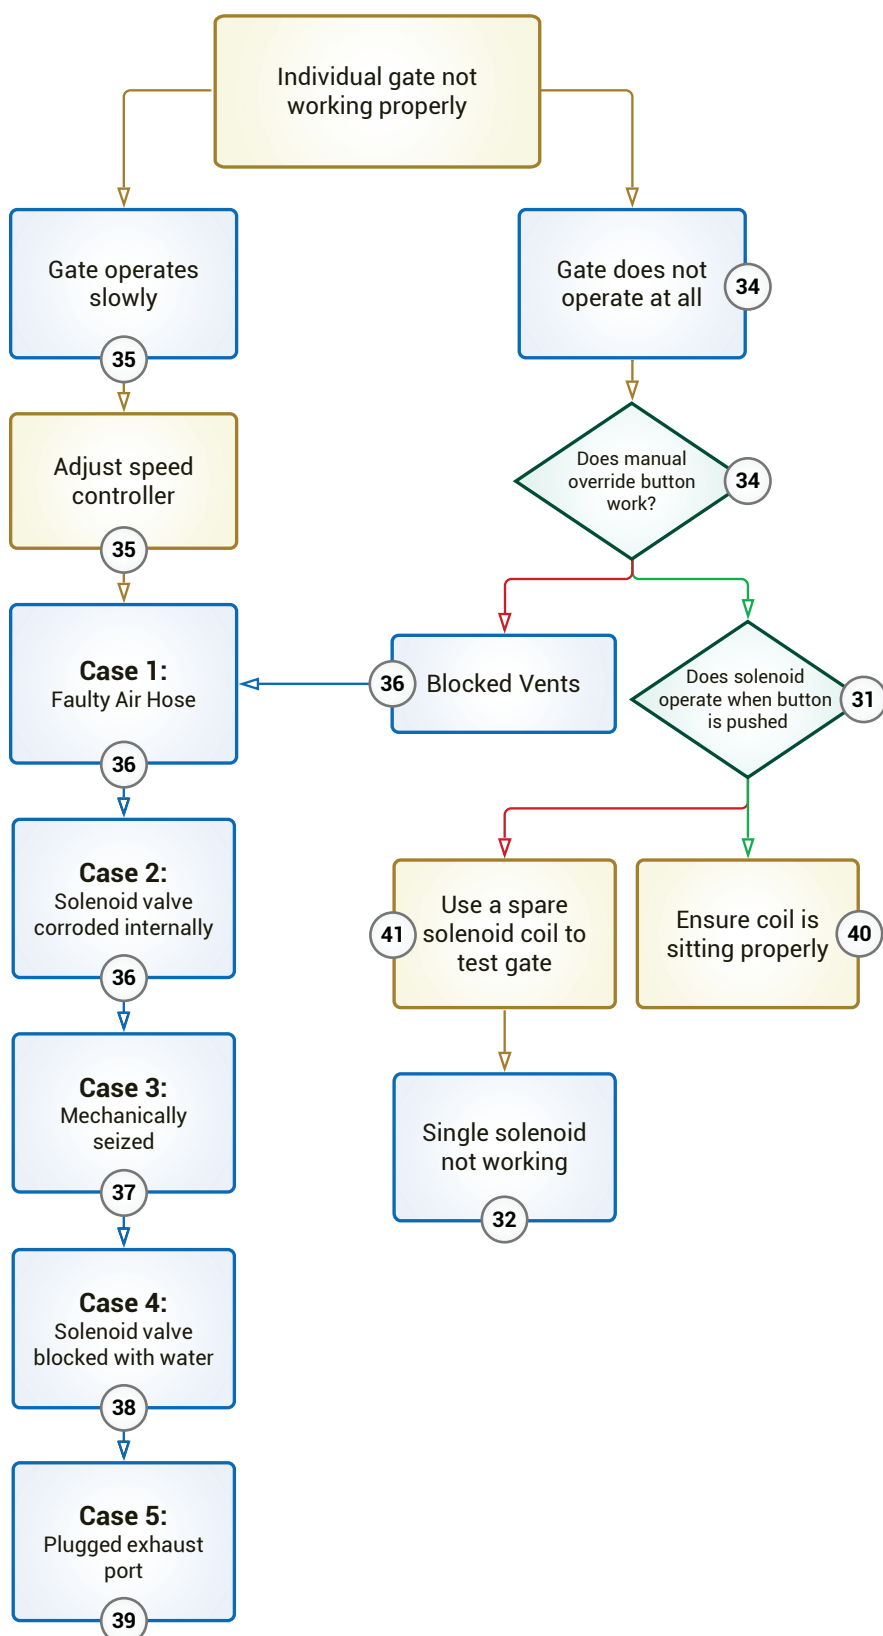 Individual gate not
working properly
Gate operates
slowly
35
Gate does not
operate at all
34
Adjust speed
controller
35
Does manual
override button
work?
34
Case 1:
Faulty Air Hose
36
Blocked Vents
36
Does solenoid
operate when button
is pushed
31
Case 2:
Solenoid valve
corroded internally
36
Use a spare
solenoid coil to
test gate
41
Ensure coil is
sitting properly
40
Case 3:
Mechanically
seized
37
Single solenoid
not working
32
Case 4:
Solenoid valve
blocked with water
38
Case 5:
Plugged exhaust
port
39